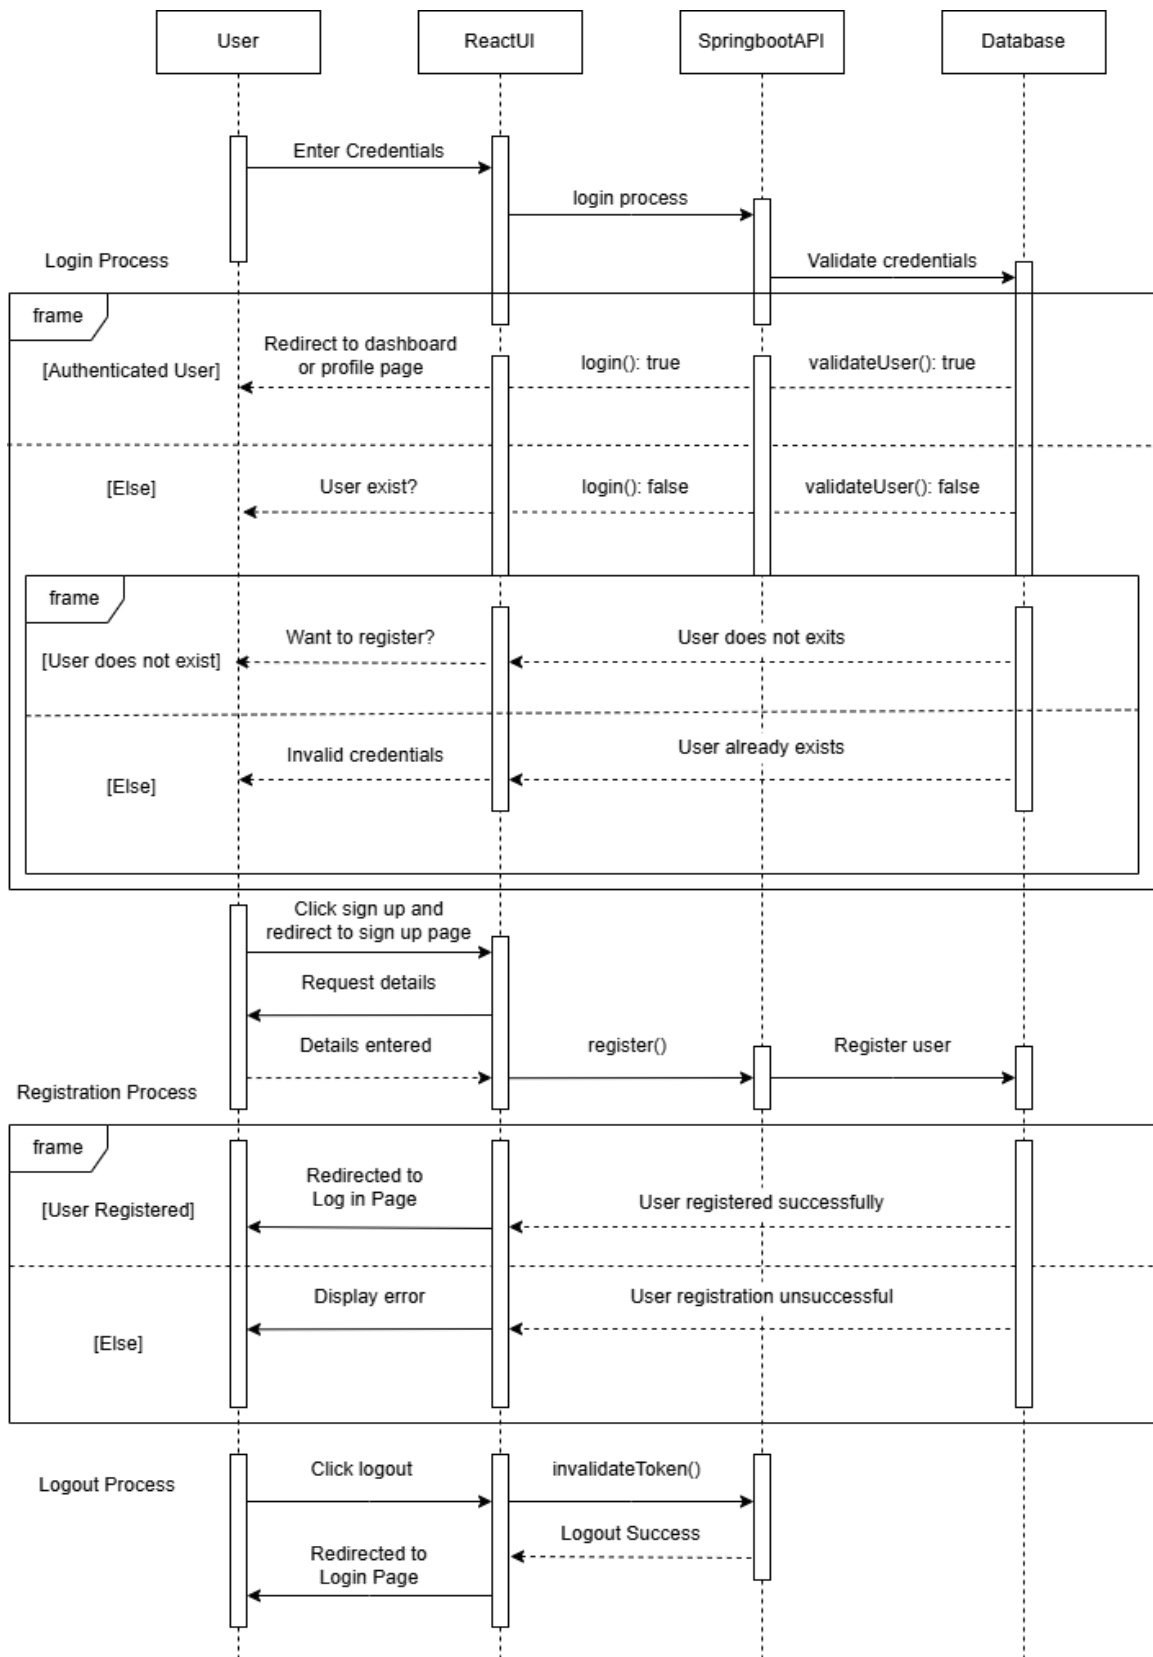 User
ReactUI
SpringbootAPI
Database
Enter Credentials
login process
Login Process
Validate credentials
frame
[Authenticated User]
Redirect to dashboard
or profile page
login(): true
validateUser(): true
[Else]
User exist?
login(): false
validateUser(): false
frame
[User does not exist]
Want to register?
User does not exits
[Else]
Invalid credentials
User already exists
Click sign up and
redirect to sign up page
Request details
Details entered
register()
Register user
Registration Process
frame
[User Registered]
Redirected to
Log in Page
User registered successfully
[Else]
Display error
User registration unsuccessful
Logout Process
Click logout
invalidateToken()
Logout Success
Redirected to
Login Page